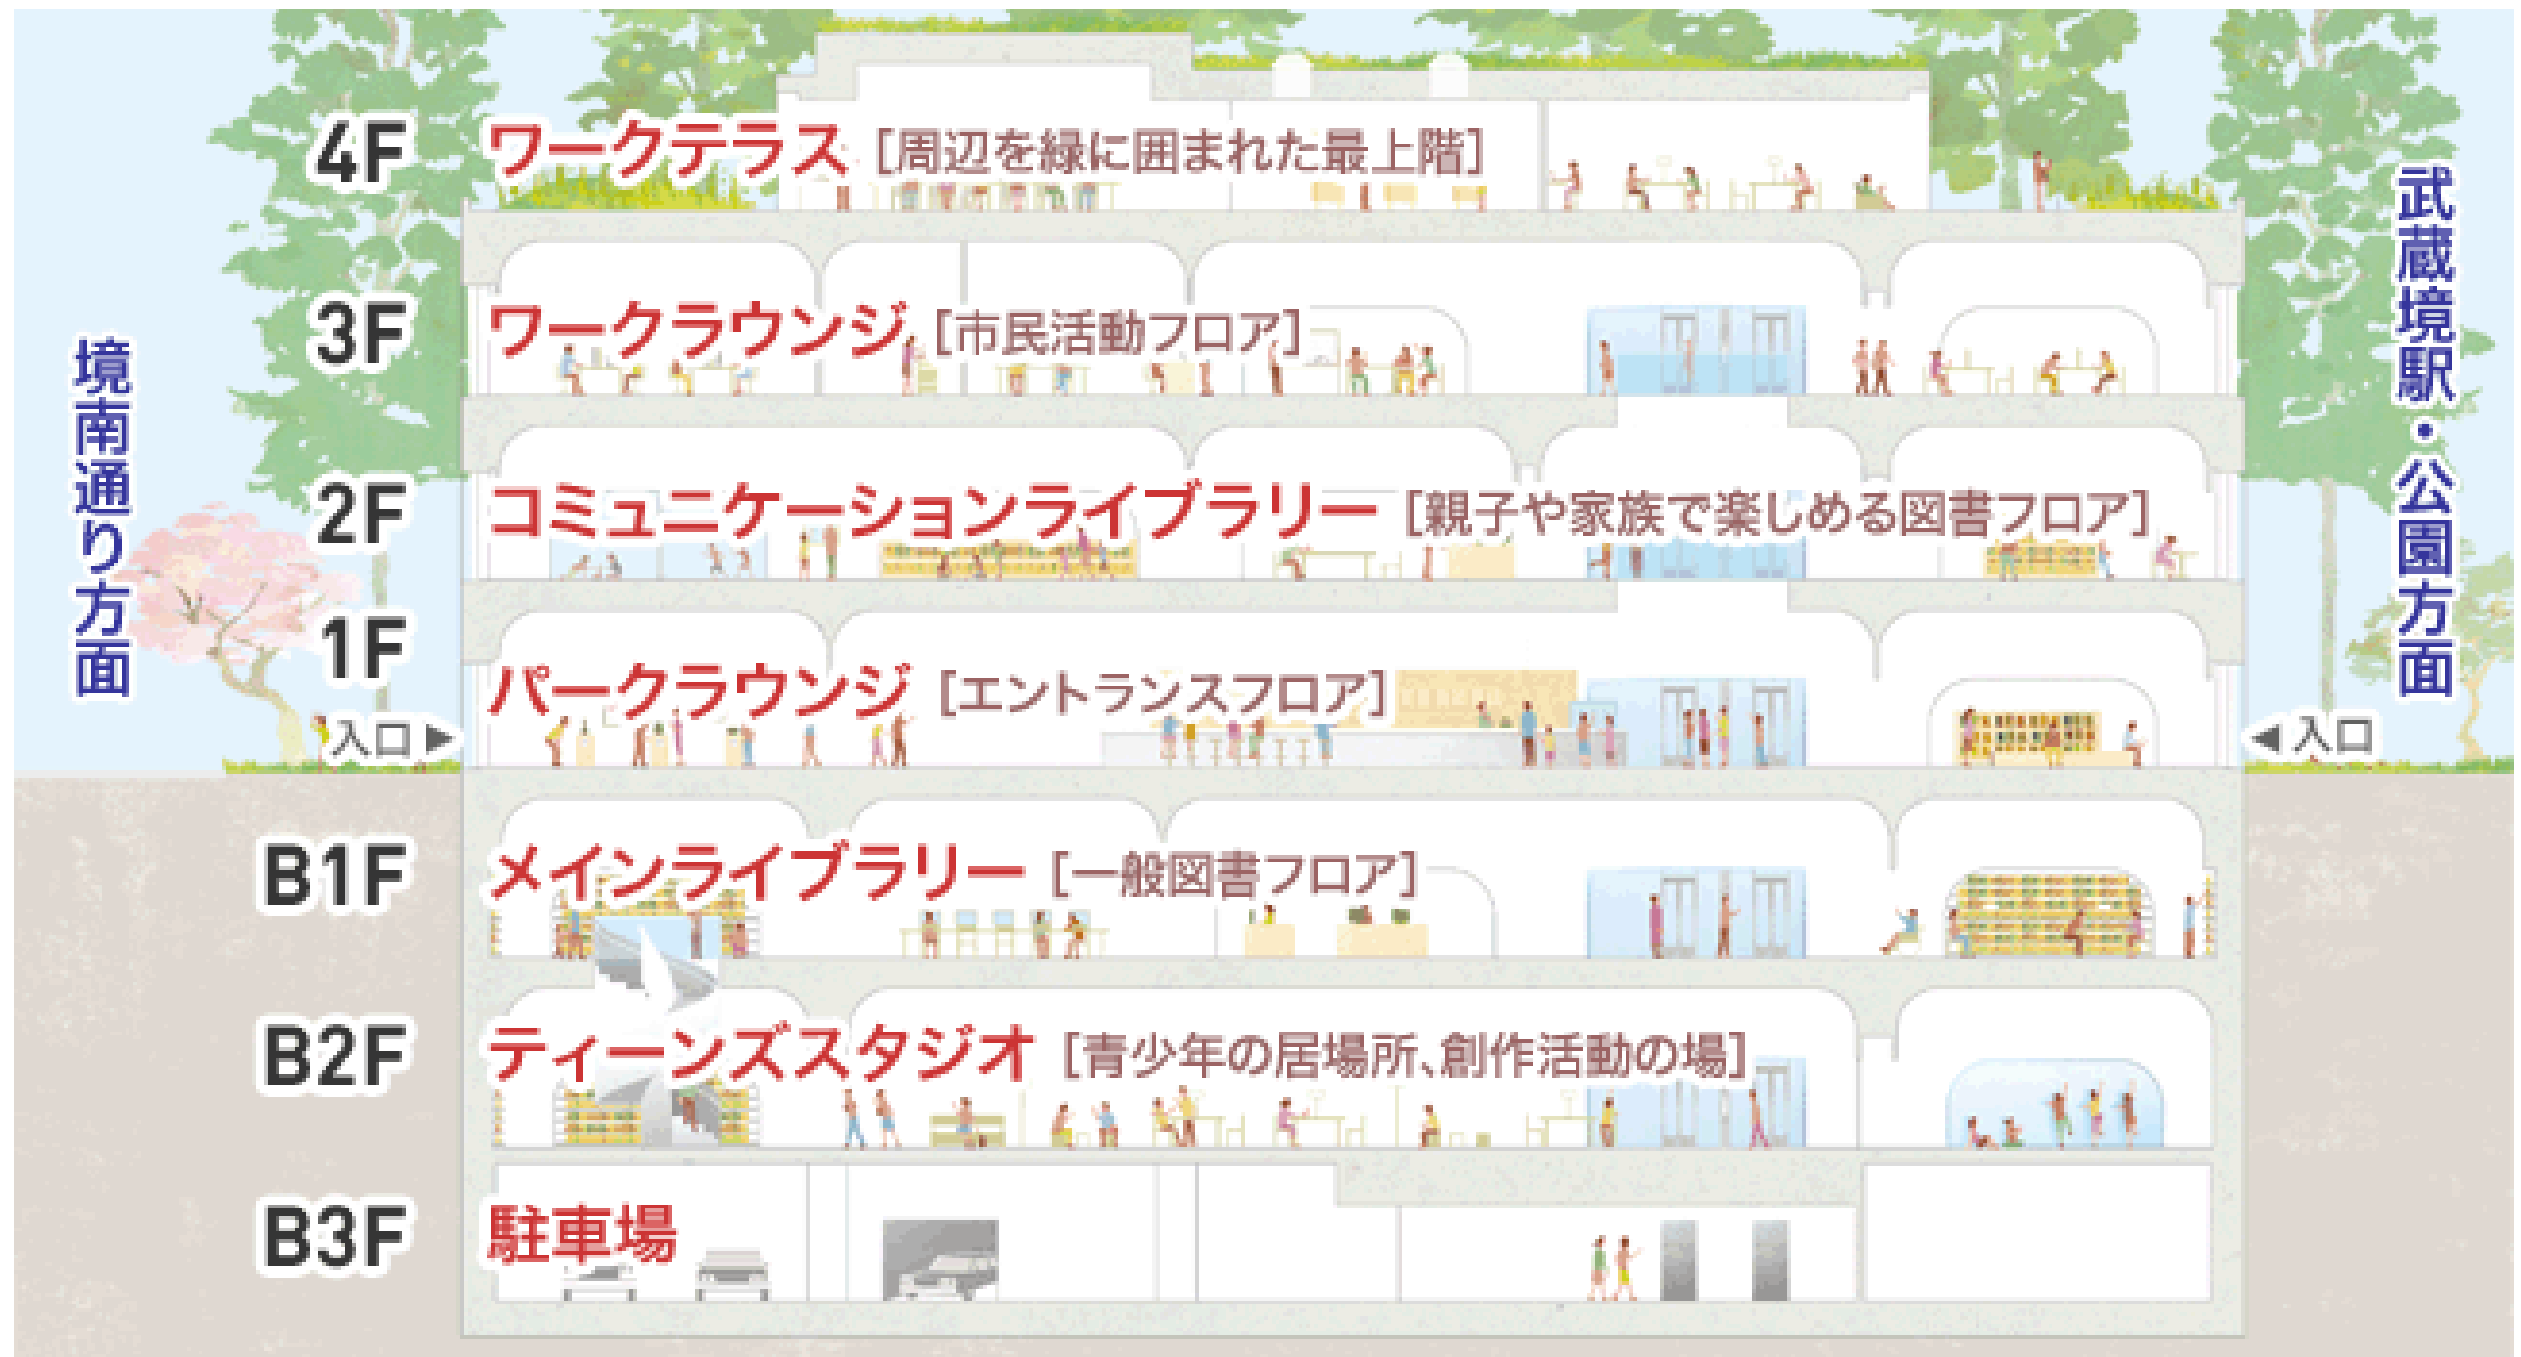 4F ワークテラス [周辺を緑に囲まれた最上階]
3F ワークラウンジ [市民活動フロア]
2F コミュニケーションライブラリー [親子や家族で楽しめる図書フロア]
1F パークラウンジ [エントランスフロア]
入口▶
◀入口
B1F メインライブラリー [一般図書フロア]
B2F ティーンズスタジオ [青少年の居場所、創作活動の場]
B3F 駐車場
境南通り方面
武蔵境駅・公園方面